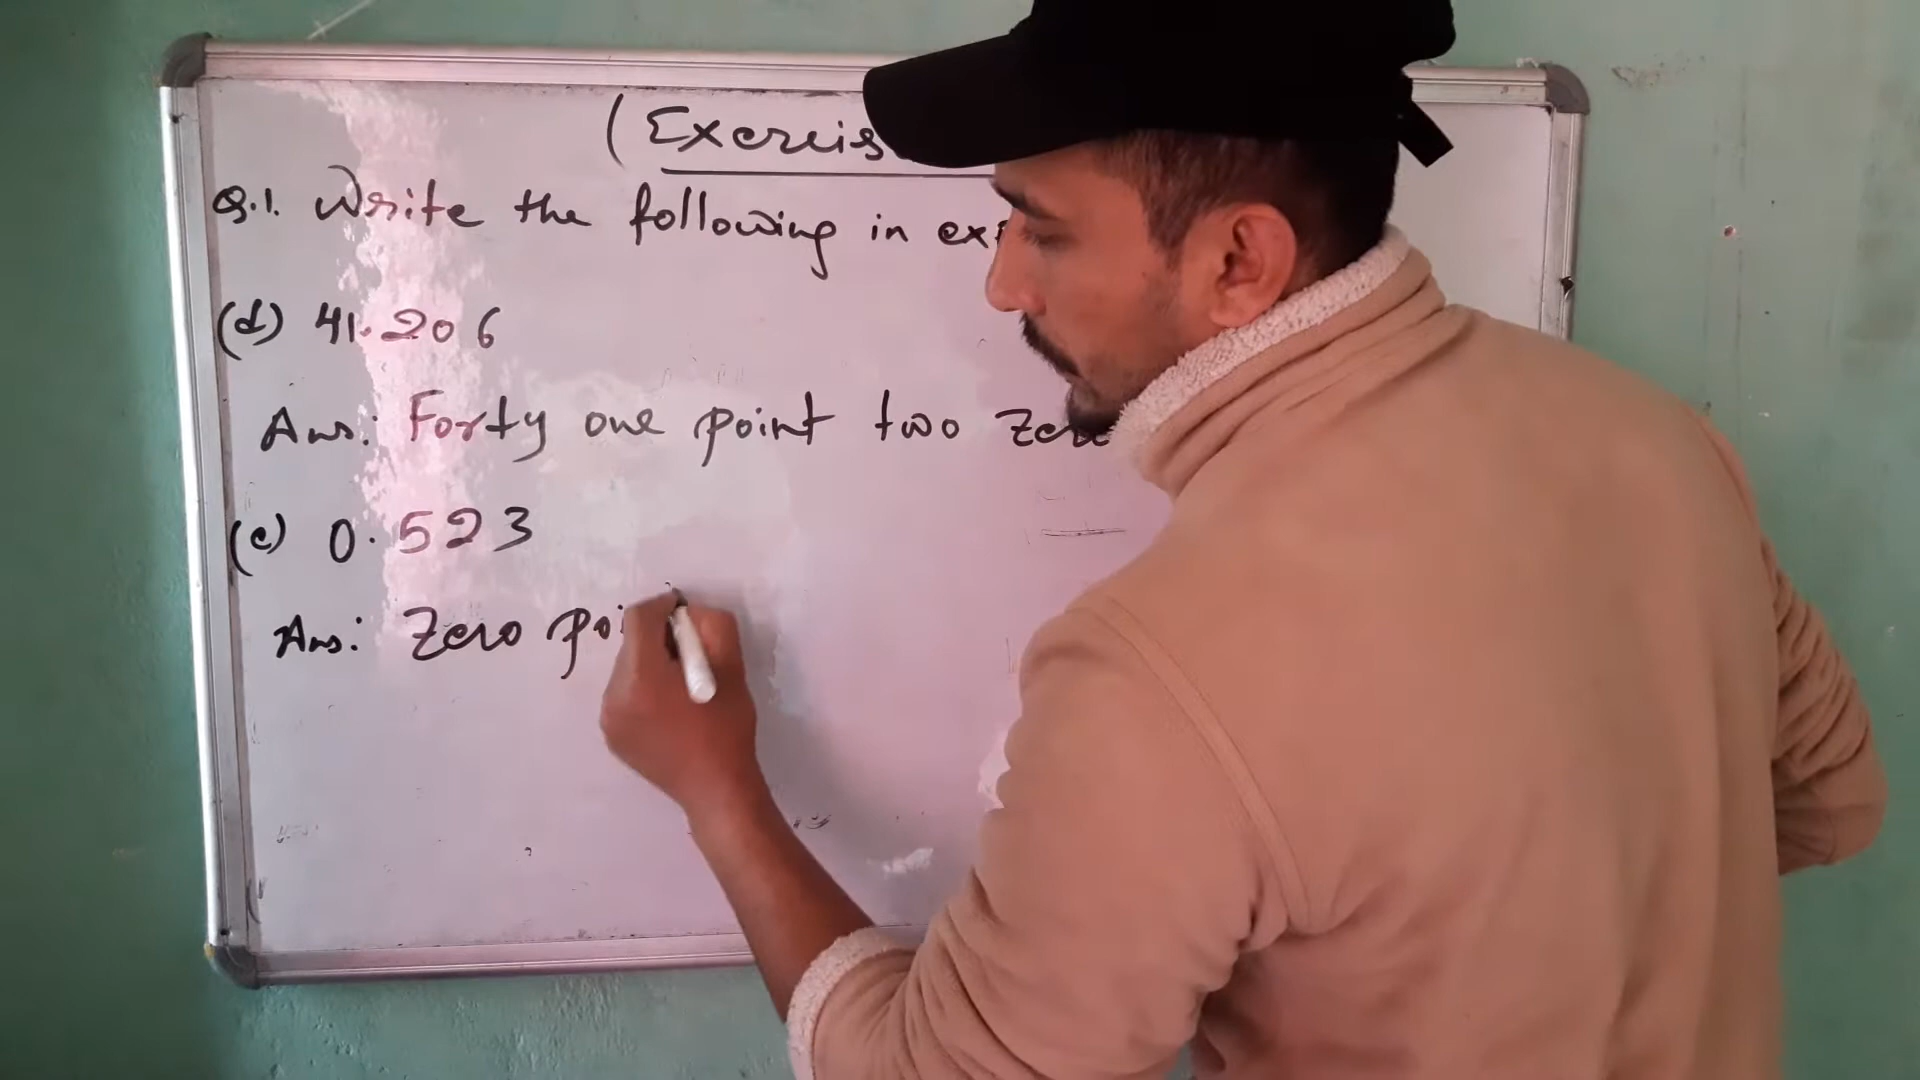 (Exercis
Q.1. Write the following in ex
(d) 41.206
Ans: Forty one point two zero
(e) 0.523
Ans: Zero poi